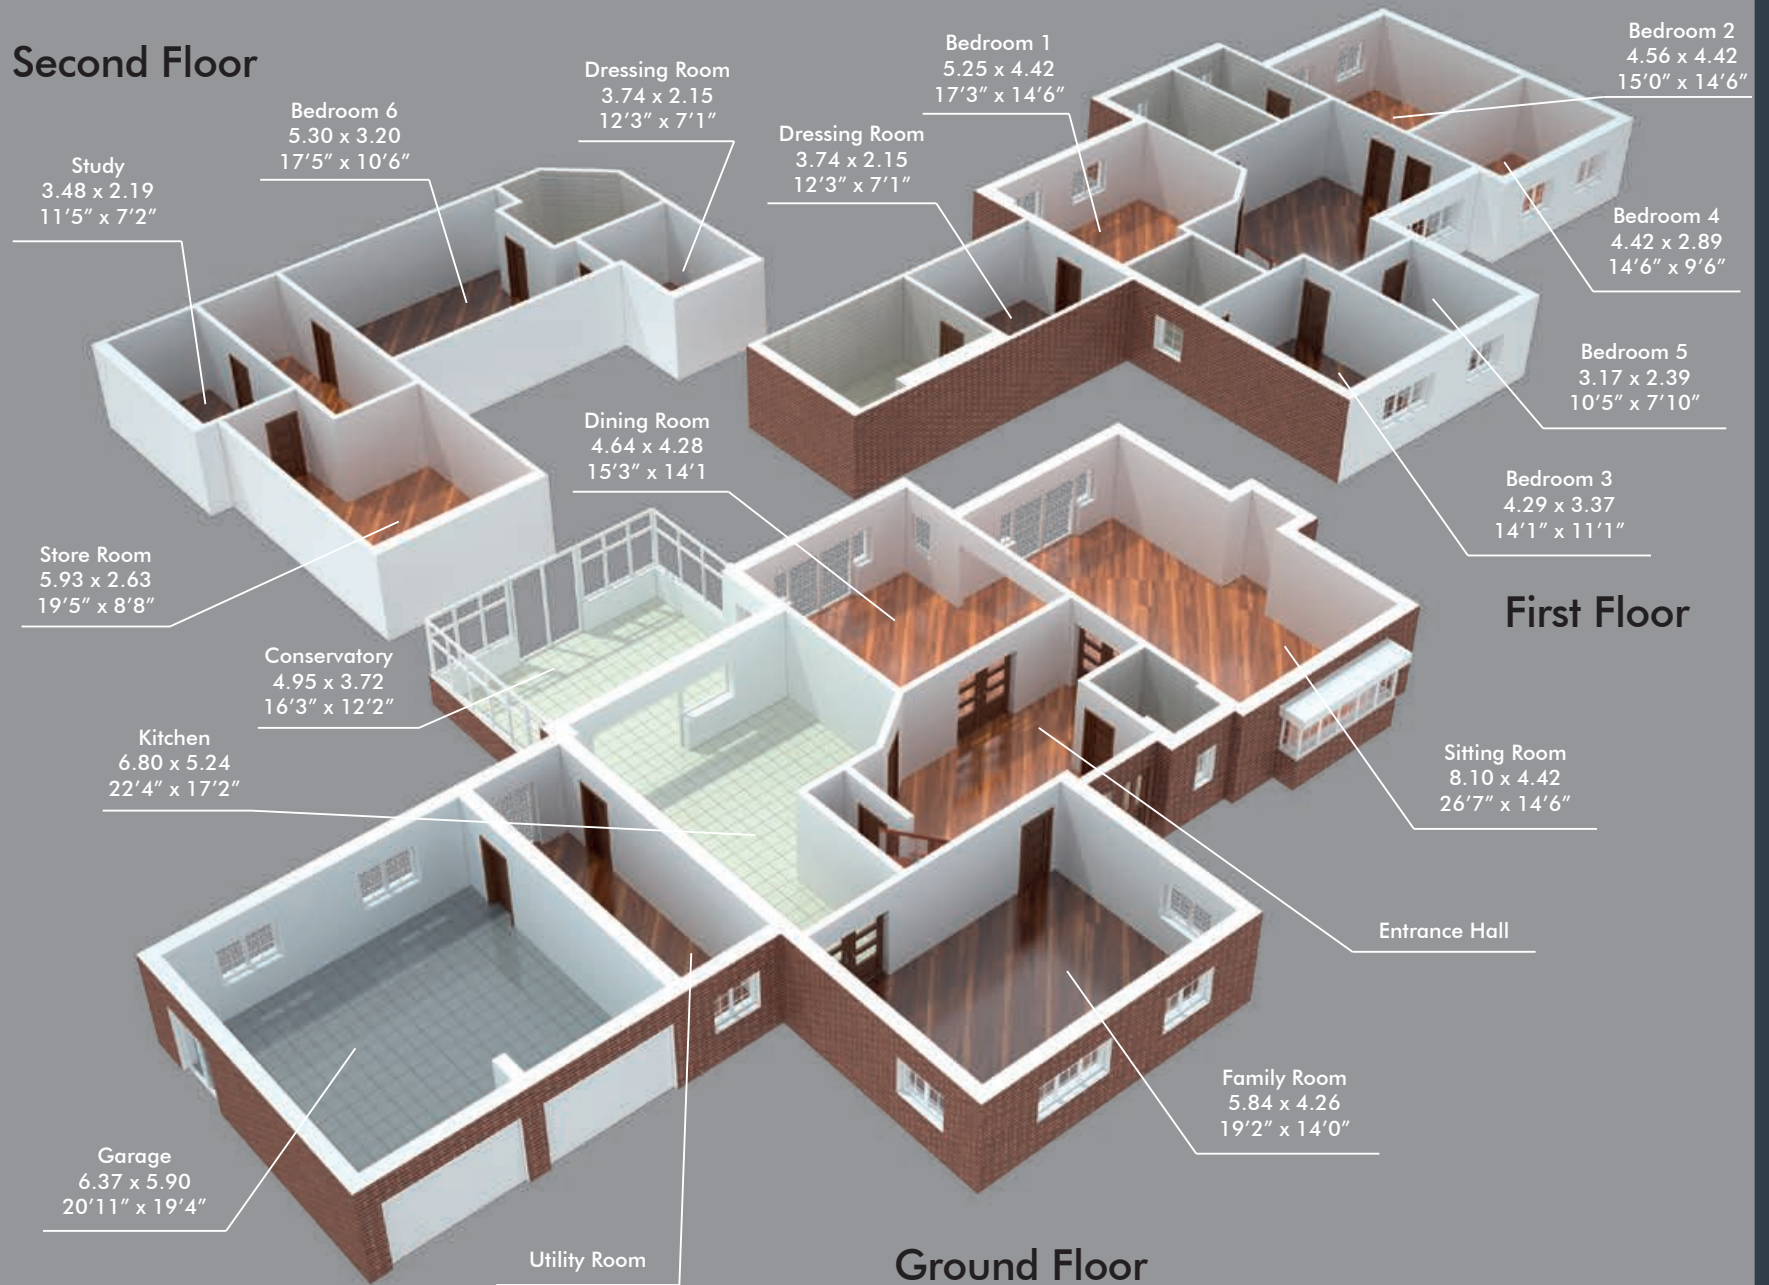 Second Floor
Study
3.48 x 2.19
11’5” x 7’2”
Bedroom 6
5.30 x 3.20
17’5” x 10’6”
Dressing Room
3.74 x 2.15
12’3” x 7’1”
Store Room
5.93 x 2.63
19’5” x 8’8”
Bedroom 1
5.25 x 4.42
17’3” x 14’6”
Dressing Room
3.74 x 2.15
12’3” x 7’1”
Bedroom 2
4.56 x 4.42
15’0” x 14’6”
Bedroom 4
4.42 x 2.89
14’6” x 9’6”
Bedroom 5
3.17 x 2.39
10’5” x 7’10”
Bedroom 3
4.29 x 3.37
14’1” x 11’1”
First Floor
Dining Room
4.64 x 4.28
15’3” x 14’1
Conservatory
4.95 x 3.72
16’3” x 12’2”
Kitchen
6.80 x 5.24
22’4” x 17’2”
Sitting Room
8.10 x 4.42
26’7” x 14’6”
Entrance Hall
Family Room
5.84 x 4.26
19’2” x 14’0”
Garage
6.37 x 5.90
20’11” x 19’4”
Utility Room
Ground Floor